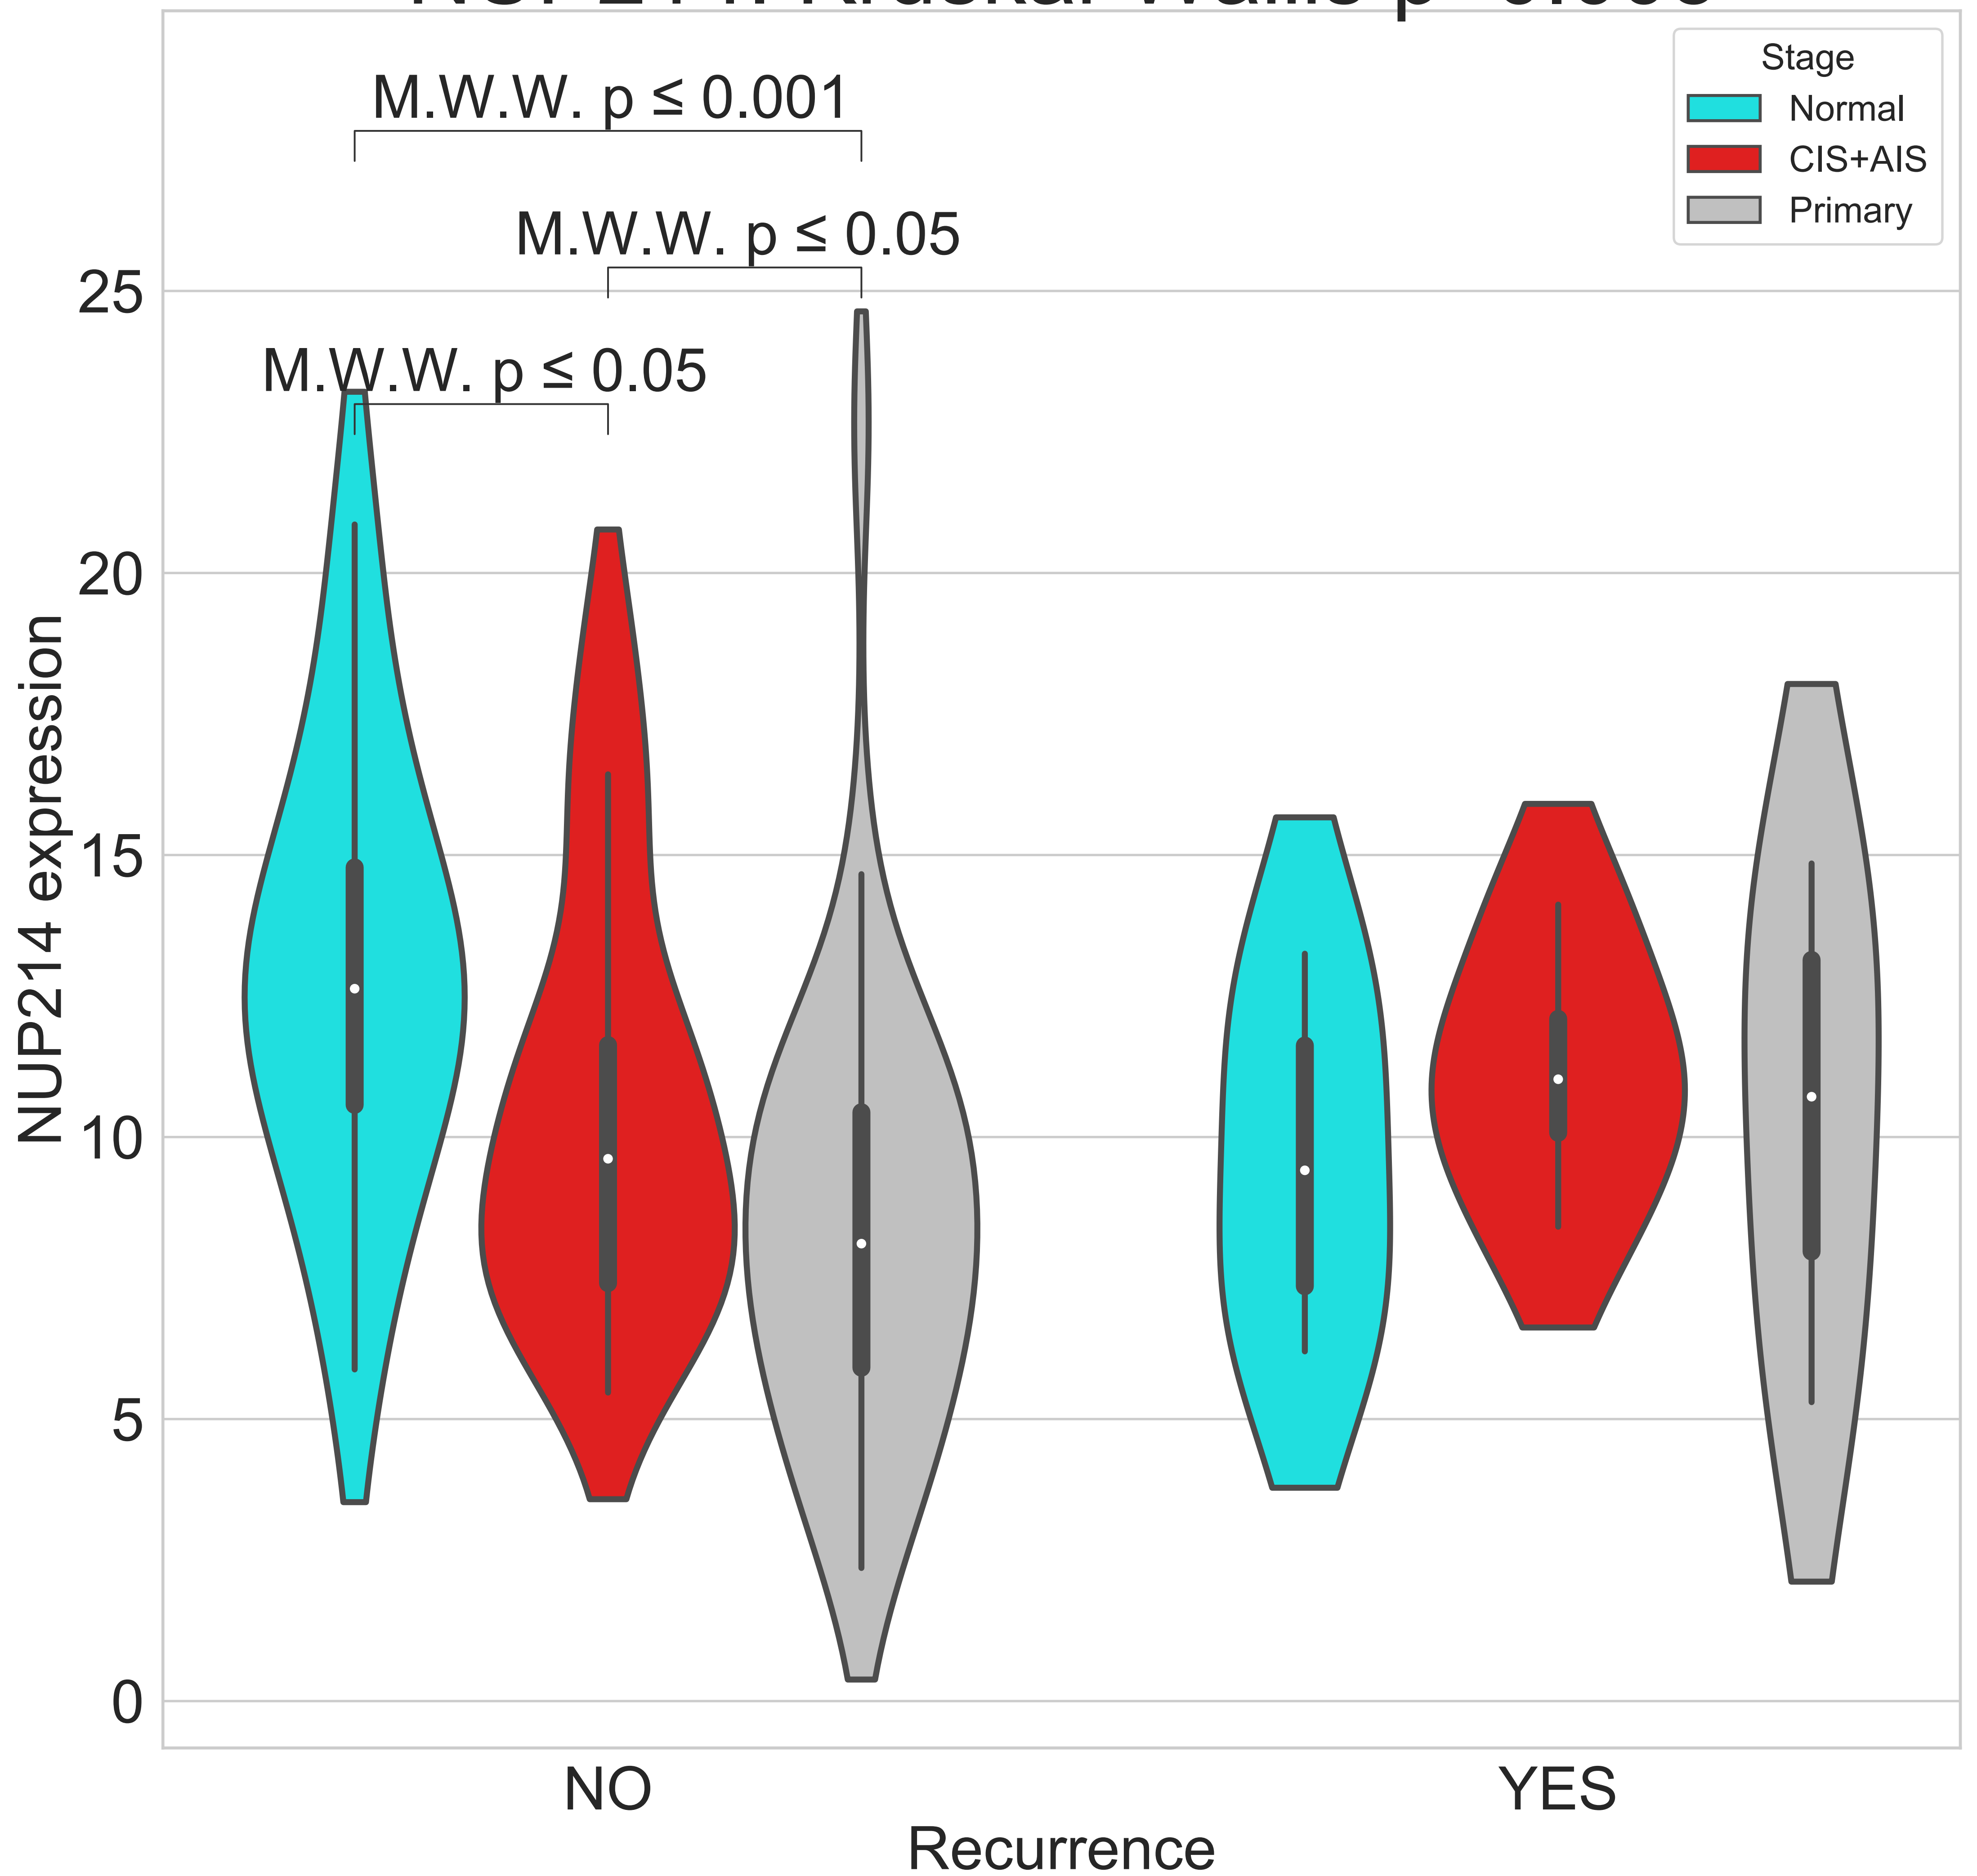 Stage
Normal
CIS+AIS
Primary
M.W.W. p ≤ 0.001
M.W.W. p ≤ 0.05
M.W.W. p ≤ 0.05
25
20
15
10
5
0
NUP214 expression
NO
YES
Recurrence